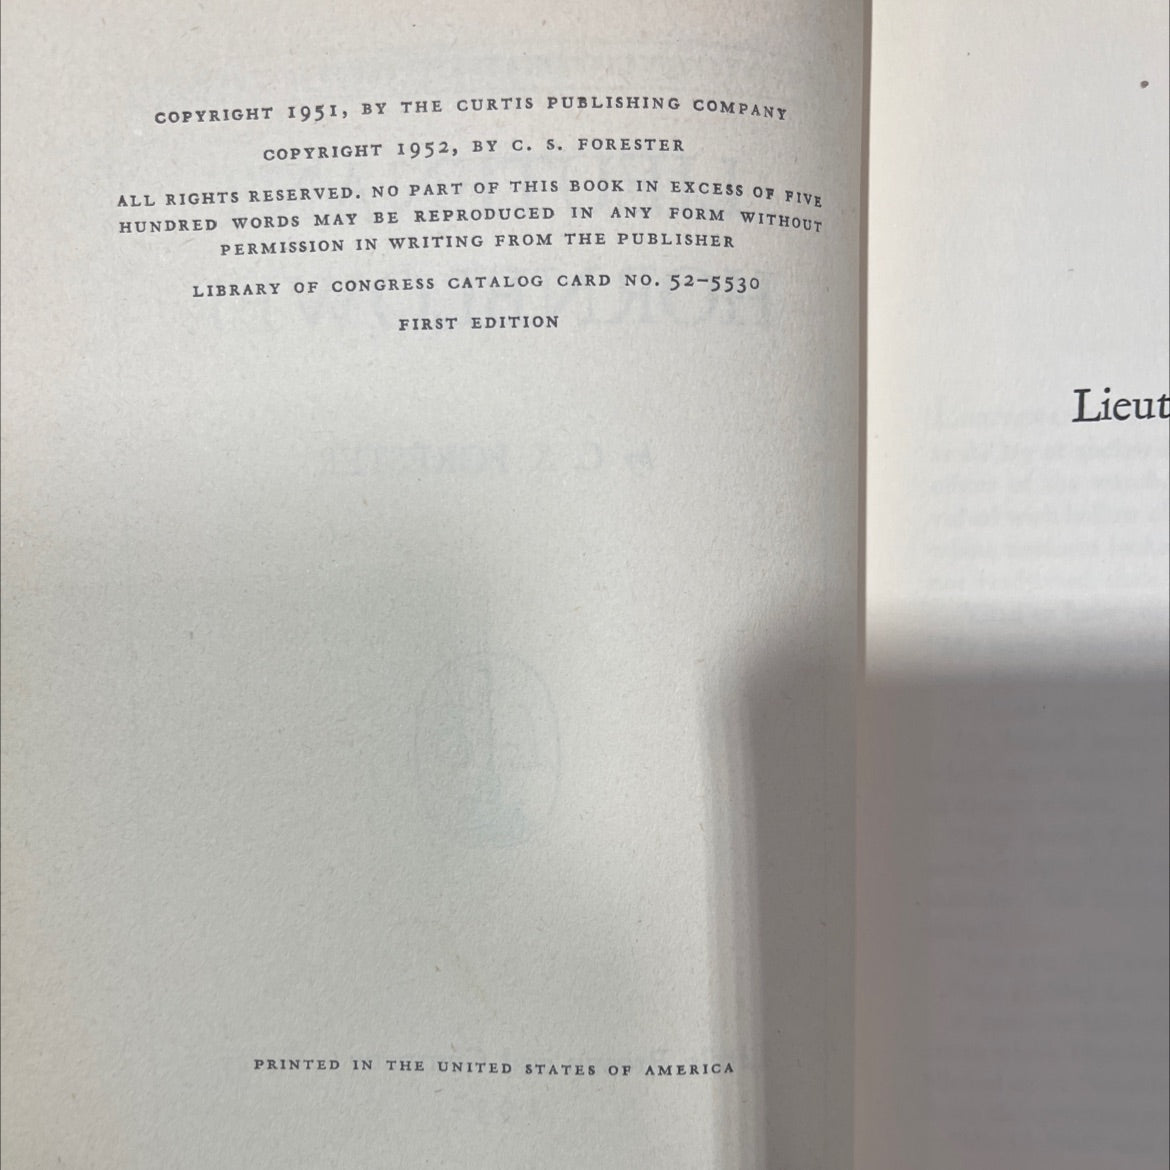 COPYRIGHT 1951, BY THE CURTIS PUBLISHING COMPANY
COPYRIGHT 1952, BY C. S. FORESTER
ALL RIGHTS RESERVED. NO PART OF THIS BOOK IN EXCESS OF FIVE
HUNDRED WORDS MAY BE REPRODUCED IN ANY FORM WITHOUT
PERMISSION IN WRITING FROM THE PUBLISHER
LIBRARY OF CONGRESS CATALOG CARD NO. 52–5530
FIRST EDITION
PRINTED IN THE UNITED STATES OF AMERICA
Lieut